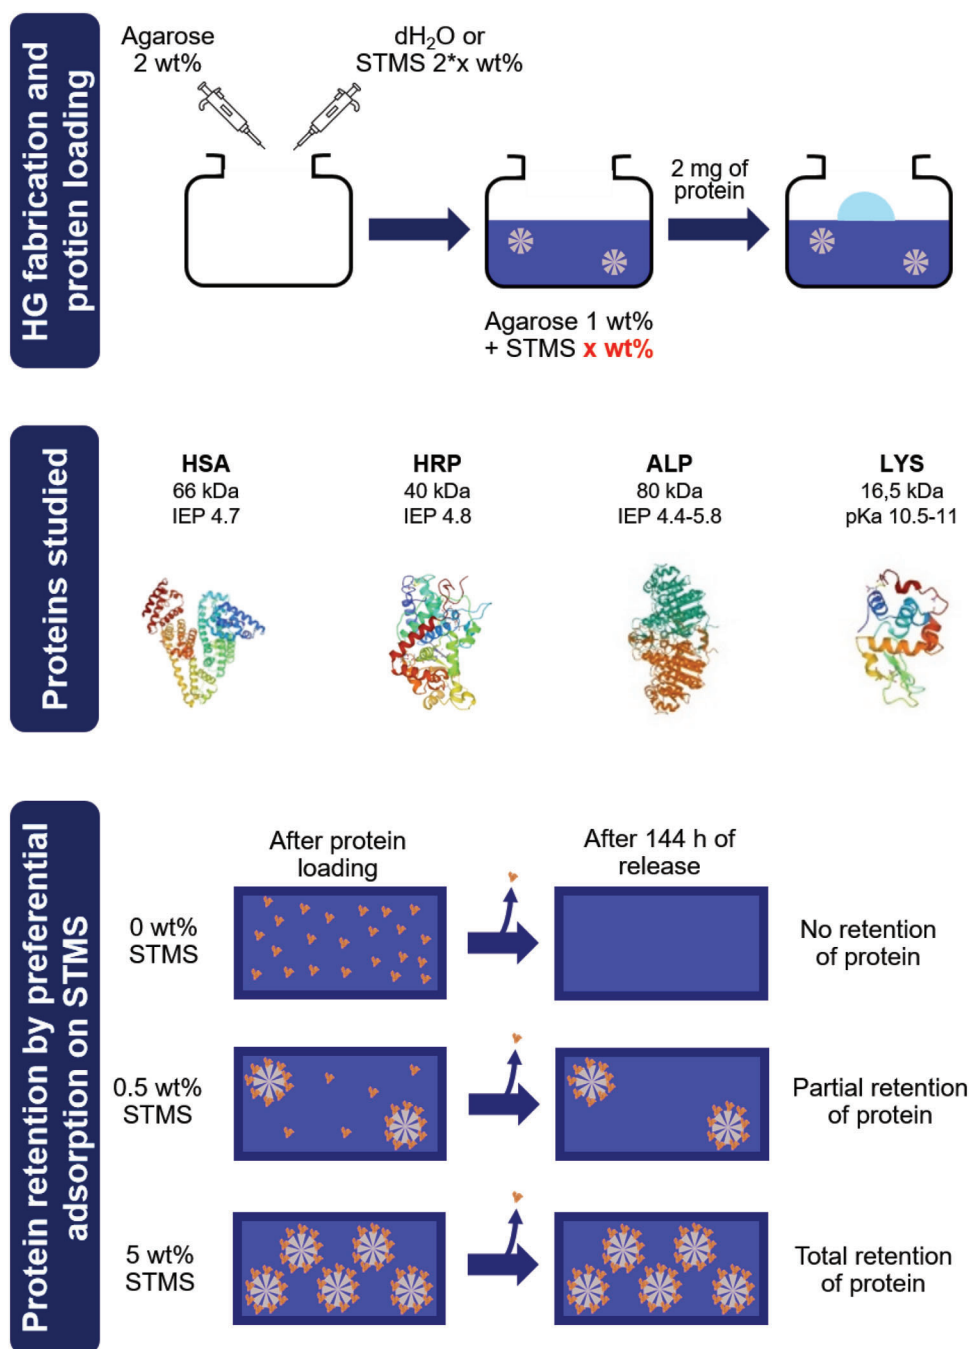 HG fabrication and
protien loading
Agarose
2 wt%
dH₂O or
STMS 2*x wt%
2 mg of
protein
Agarose 1 wt%
+ STMS x wt%
Proteins studied
HSA
66 kDa
IEP 4.7
HRP
40 kDa
IEP 4.8
ALP
80 kDa
IEP 4.4-5.8
LYS
16,5 kDa
pKa 10.5-11
Protein retention by preferential
adsorption on STMS
After protein
loading
After 144 h of
release
0 wt%
STMS
No retention
of protein
0.5 wt%
STMS
Partial retention
of protein
5 wt%
STMS
Total retention
of protein